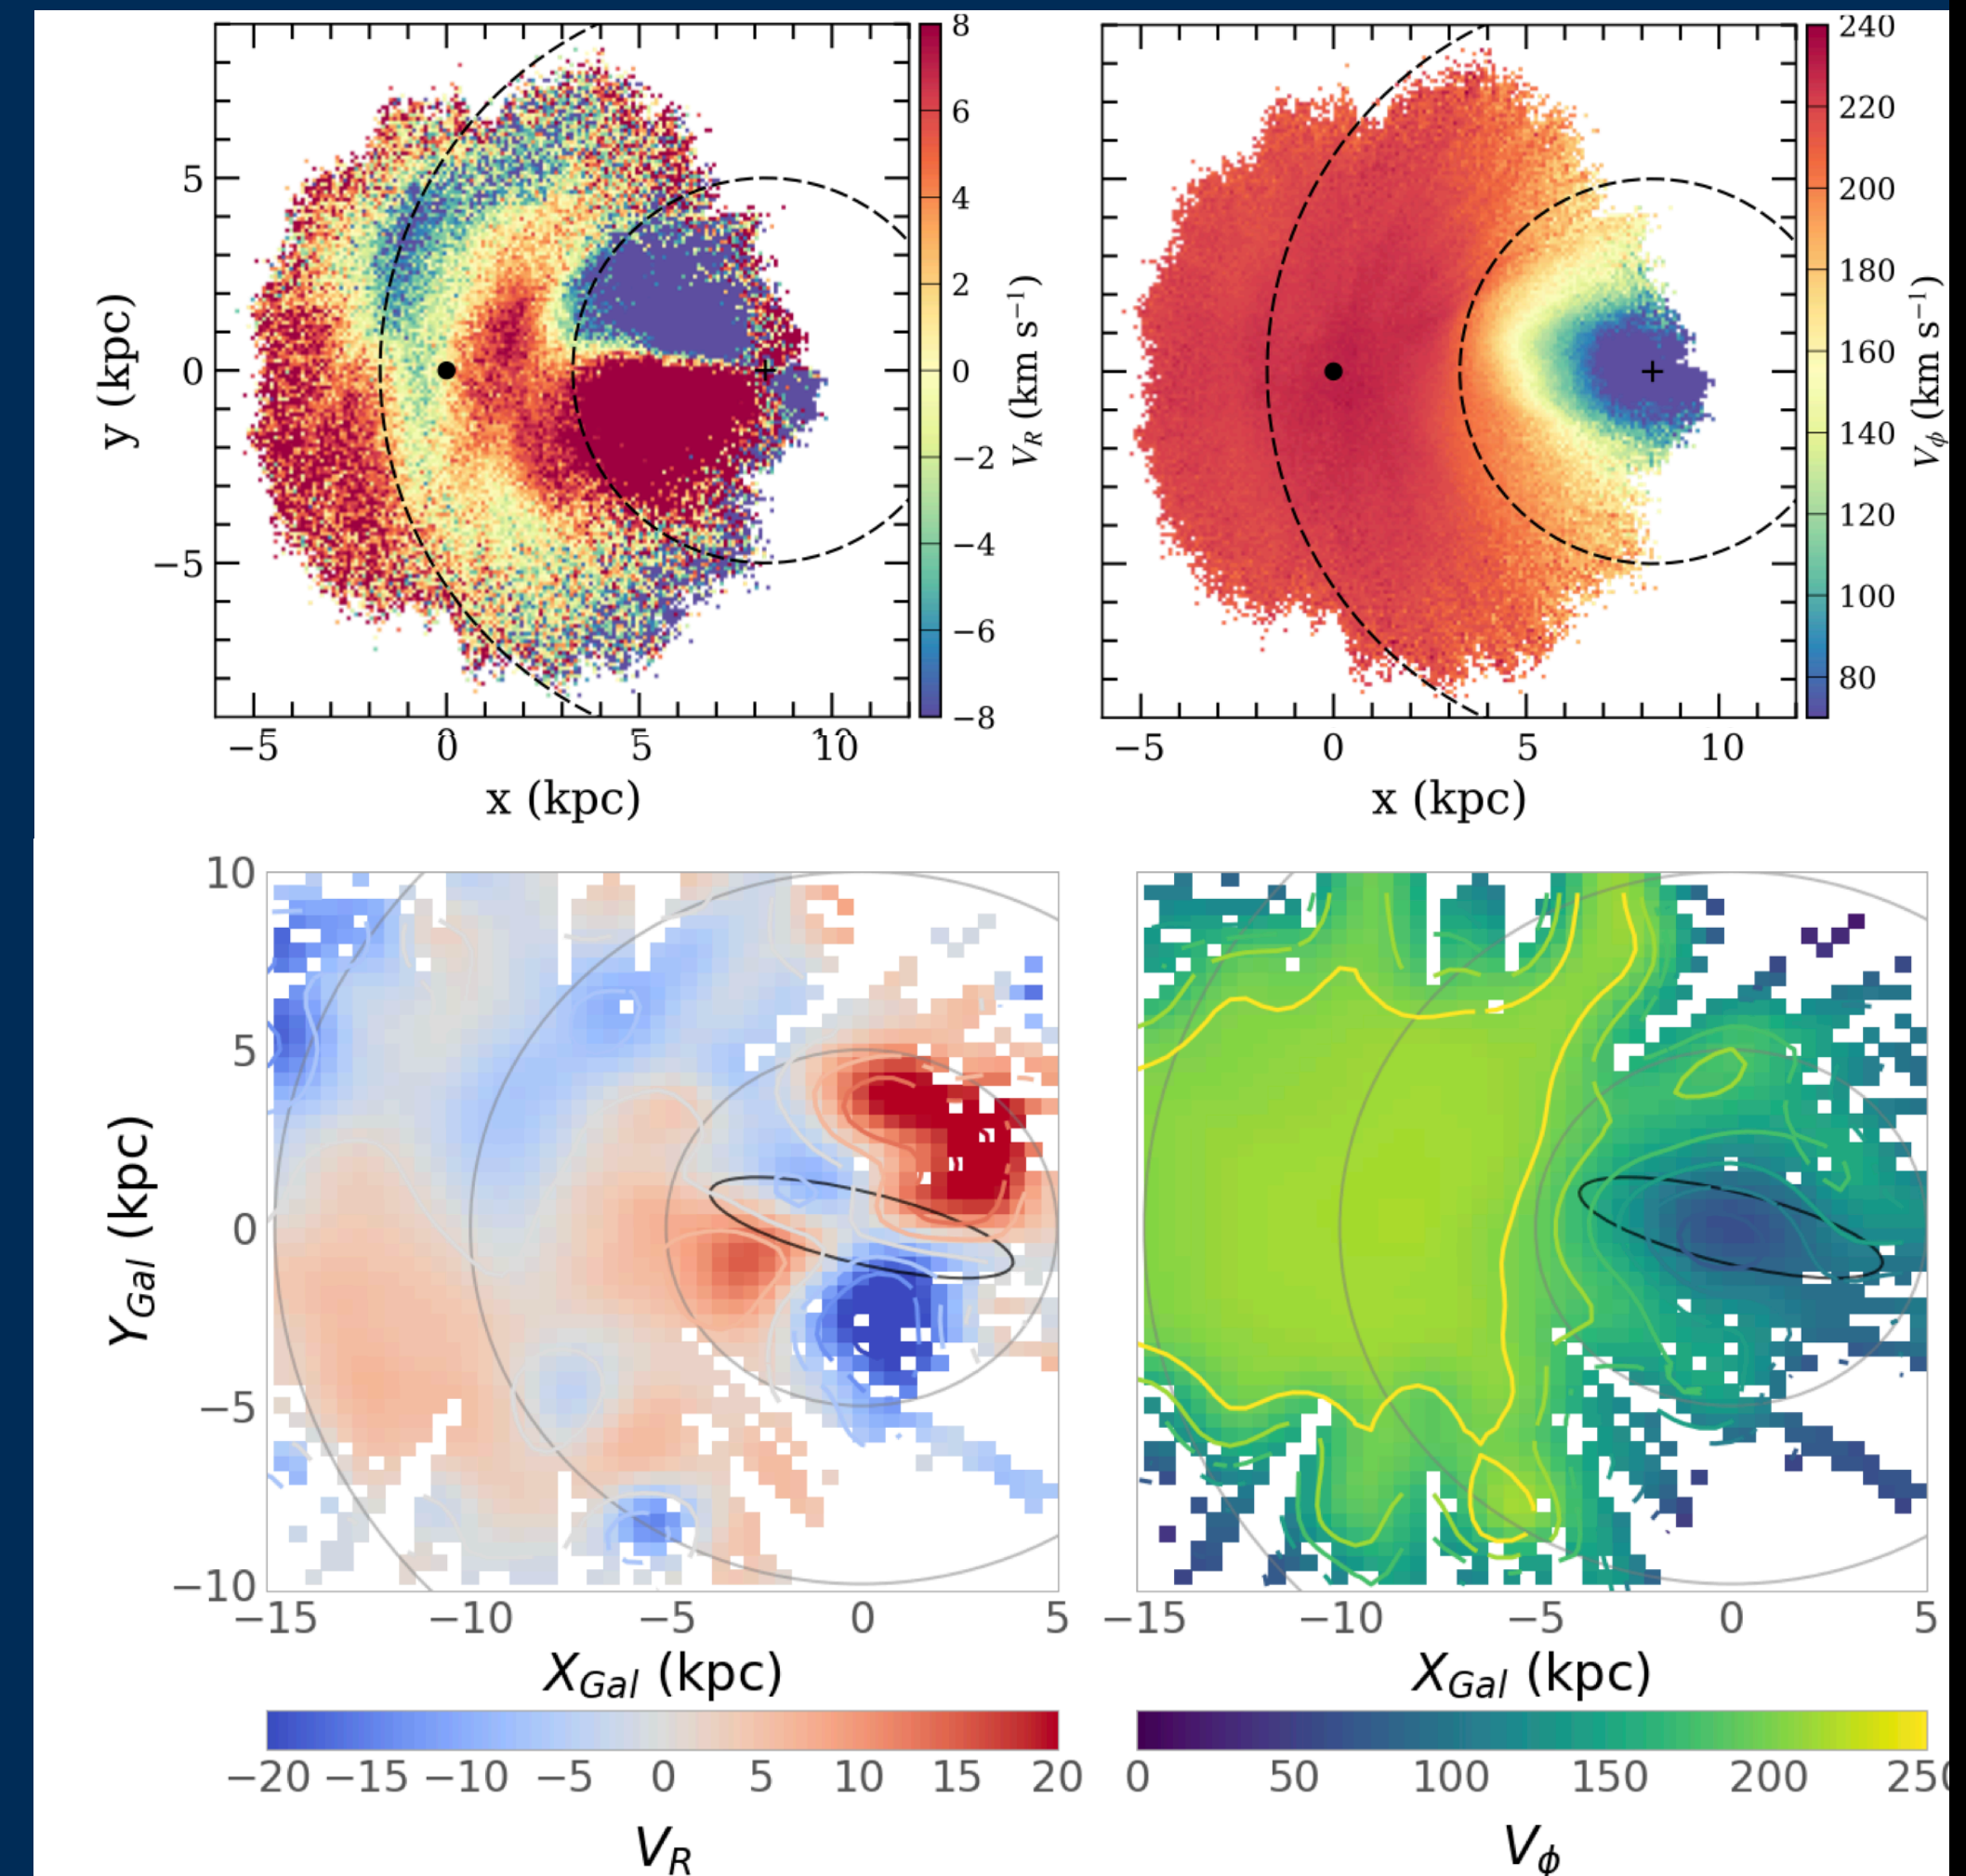 8
6
4
2
0
−2
−4
−6
−8
5
0
−5
y (kpc)
V_R (km s⁻¹)
−5 0 5 10
x (kpc)
240
220
200
180
160
140
120
100
80
V_ϕ (km s⁻¹)
−5 0 5 10
x (kpc)
10
5
0
−5
−10
Y_Gal (kpc)
−15 −10 −5 0 5
X_Gal (kpc)
−20 −15 −10 −5 0 5 10 15 20
V_R
−15 −10 −5 0 5
X_Gal (kpc)
0 50 100 150 200 250
V_ϕ